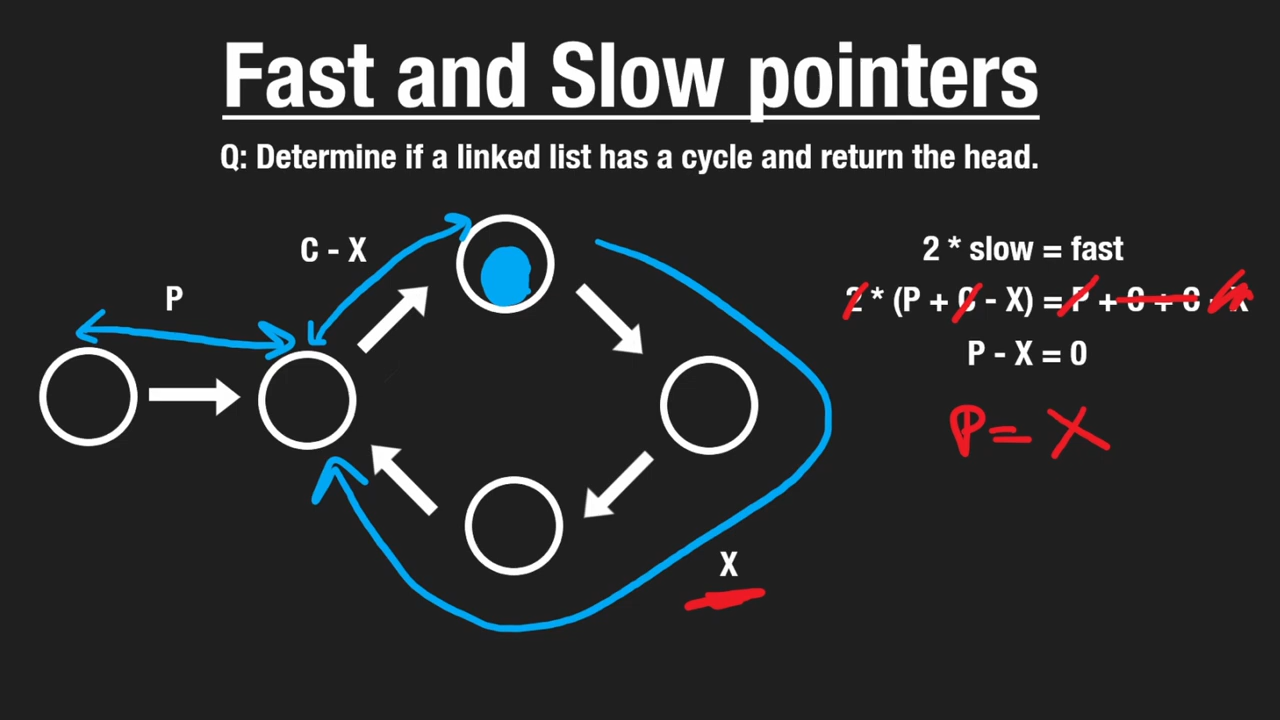 Fast and Slow pointers
Q: Determine if a linked list has a cycle and return the head.
C - X
P
X
2 * slow = fast
2 * (P + C - X) = P + C + C - X
P - X = 0
P = X